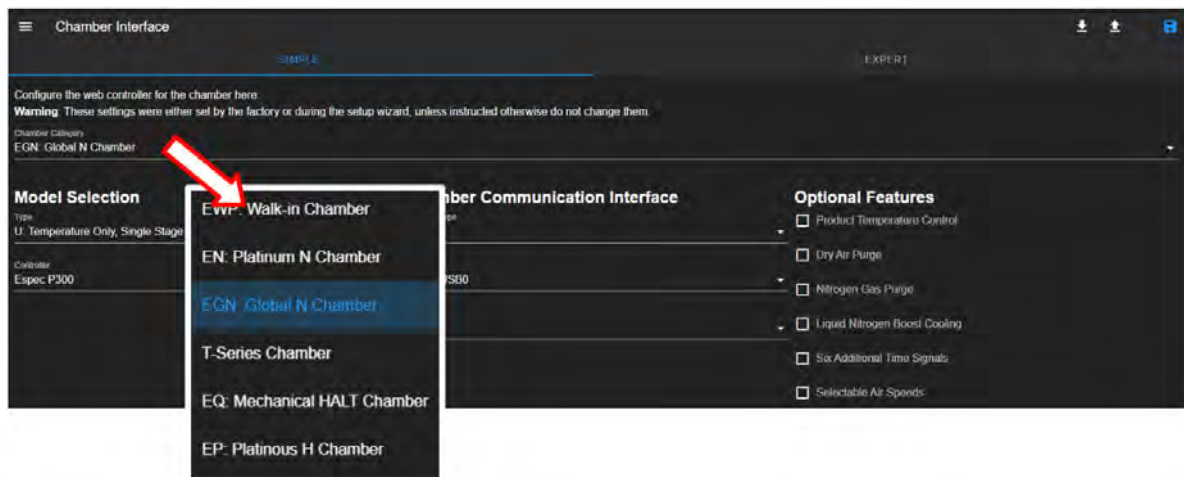 Chamber Interface
SIMPLE
EXPERT
Configure the web controller for the chamber here
Warning: These settings were either set by the factory or during the setup wizard, unless instructed otherwise do not change them.
Chamber Category
EGN: Global N Chamber
Model Selection
Type
U: Temperature Only, Single Stage
Controller
Espec P300
EWP: Walk-in Chamber
EN: Platinum N Chamber
EGN: Global N Chamber
T-Series Chamber
EQ: Mechanical HALT Chamber
EP: Platinous H Chamber
mber Communication Interface
Optional Features
Product Temperature Control
Dry Air Purge
Nitrogen Gas Purge
Liquid Nitrogen Boost Cooling
Six Additional Time Signals
Selectable Air Speeds